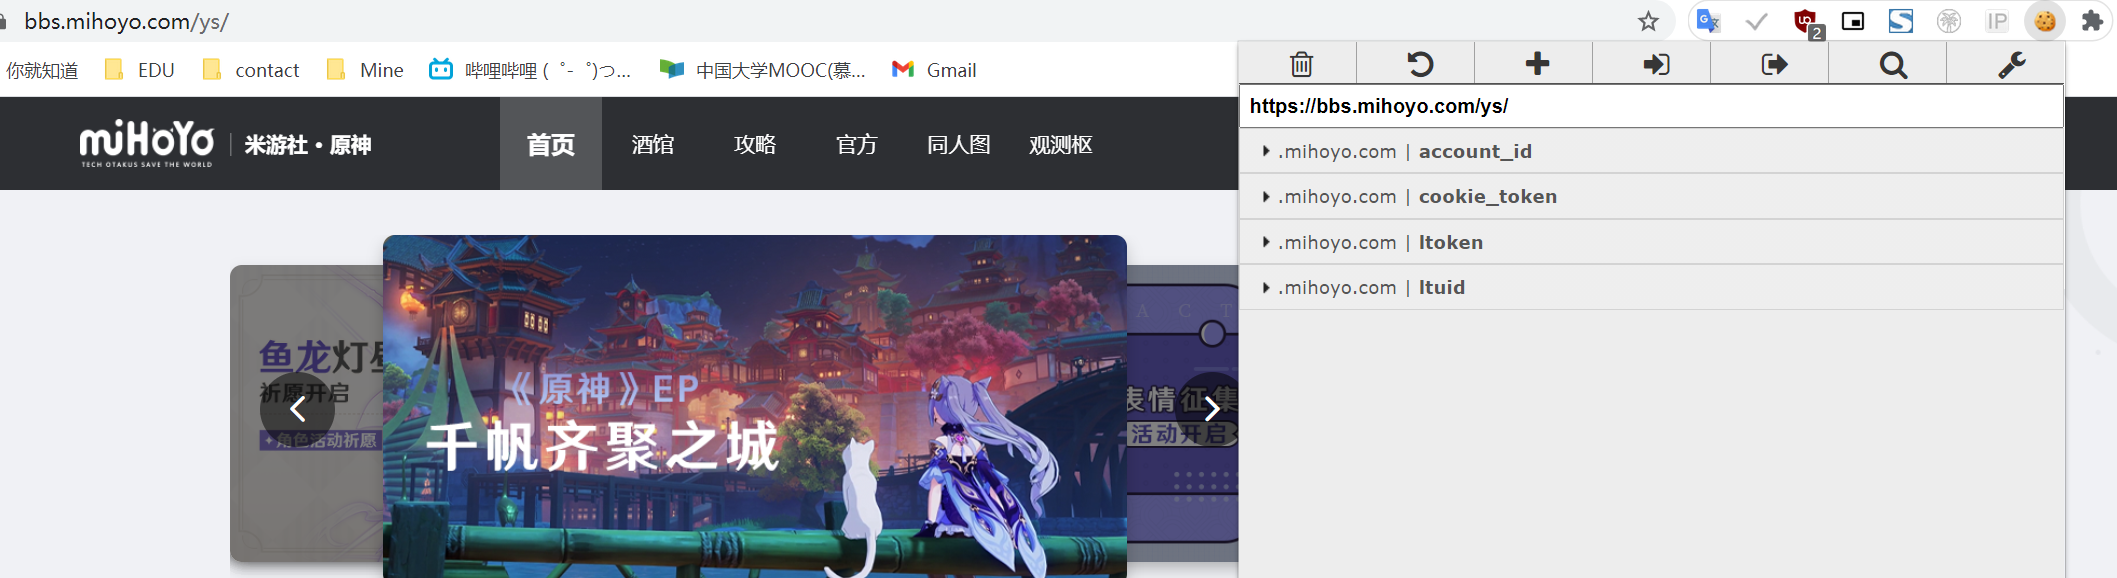 bbs.mihoyo.com/ys/
2
你就知道 EDU contact Mine 哔哩哔哩 ( ゜- ゜)つ... 中国大学MOOC(慕... Gmail
https://bbs.mihoyo.com/ys/
miHoYo
TECH OTAKUS SAVE THE WORLD
米游社·原神 首页 酒馆 攻略 官方 同人图 观测枢
.mihoyo.com | account_id
.mihoyo.com | cookie_token
.mihoyo.com | ltoken
.mihoyo.com | ltuid
鱼龙灯
祈愿开启
角色活动祈愿
《原神》EP
千帆齐聚之城
A C T
表情征集
活动开启
IP